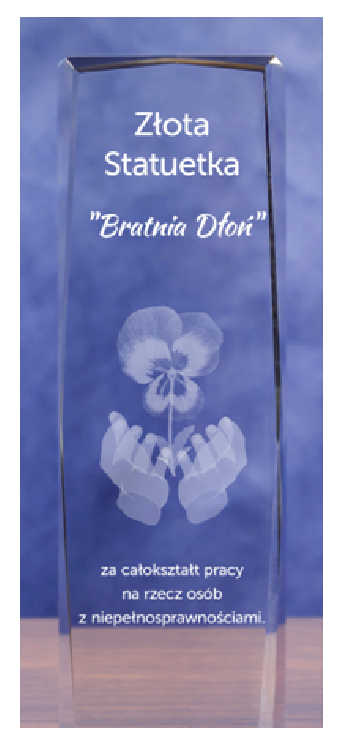 Złota
Statuetka
"Bratnia Dłoń"
za całokształt pracy
na rzecz osób
z niepełnosprawnościami.